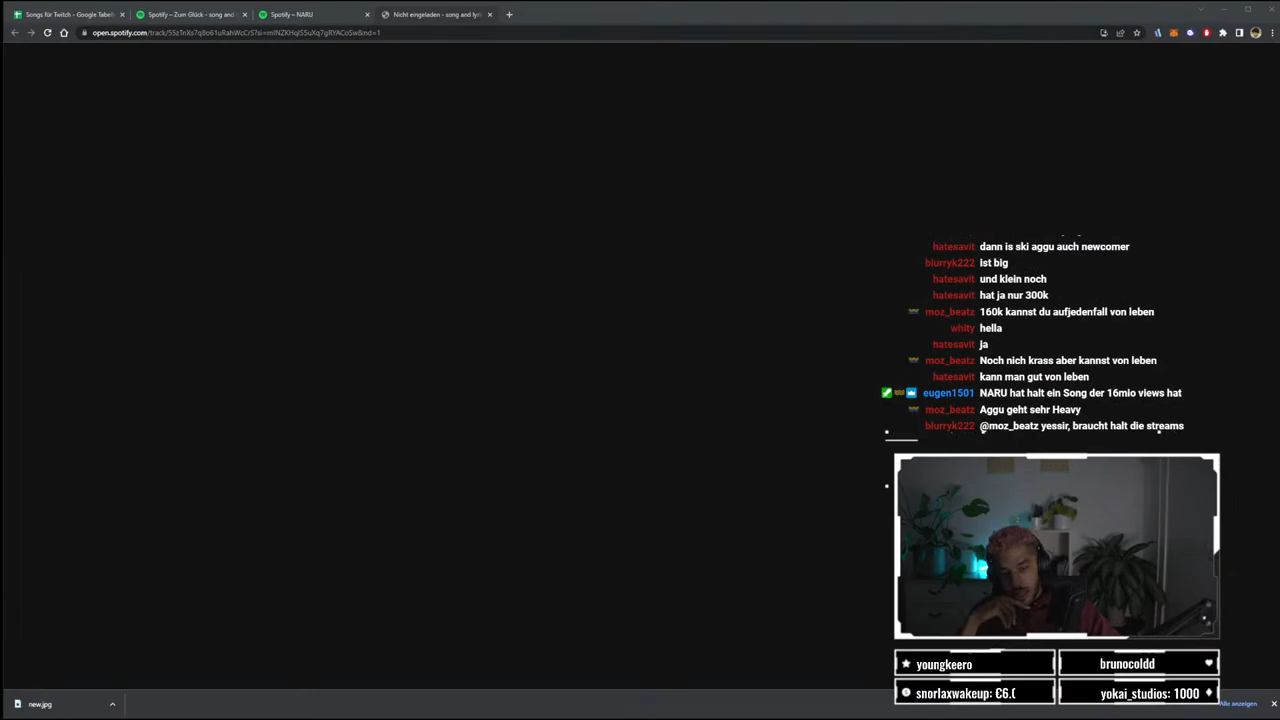 Songs für Twitch - Google Tabell
Spotify – Zum Glück - song and
Spotify – NARU
Nicht eingeladen - song and lyr
hatesavit dann is ski aggu auch newcomer
blurryk222 ist big
hatesavit und klein noch
hatesavit hat ja nur 300k
moz_beatz 160k kannst du aufjedenfall von leben
whity hella
hatesavit ja
moz_beatz Noch nich krass aber kannst von leben
hatesavit kann man gut von leben
eugen1501 NARU hat halt ein Song der 16mio views hat
moz_beatz Aggu geht sehr Heavy
blurryk222 @moz_beatz yessir, braucht halt die streams
youngkeero
brunocoldd
snorlaxwakeup: €6.0
yokai_studios: 1000
new.jpg
Alle anzeigen